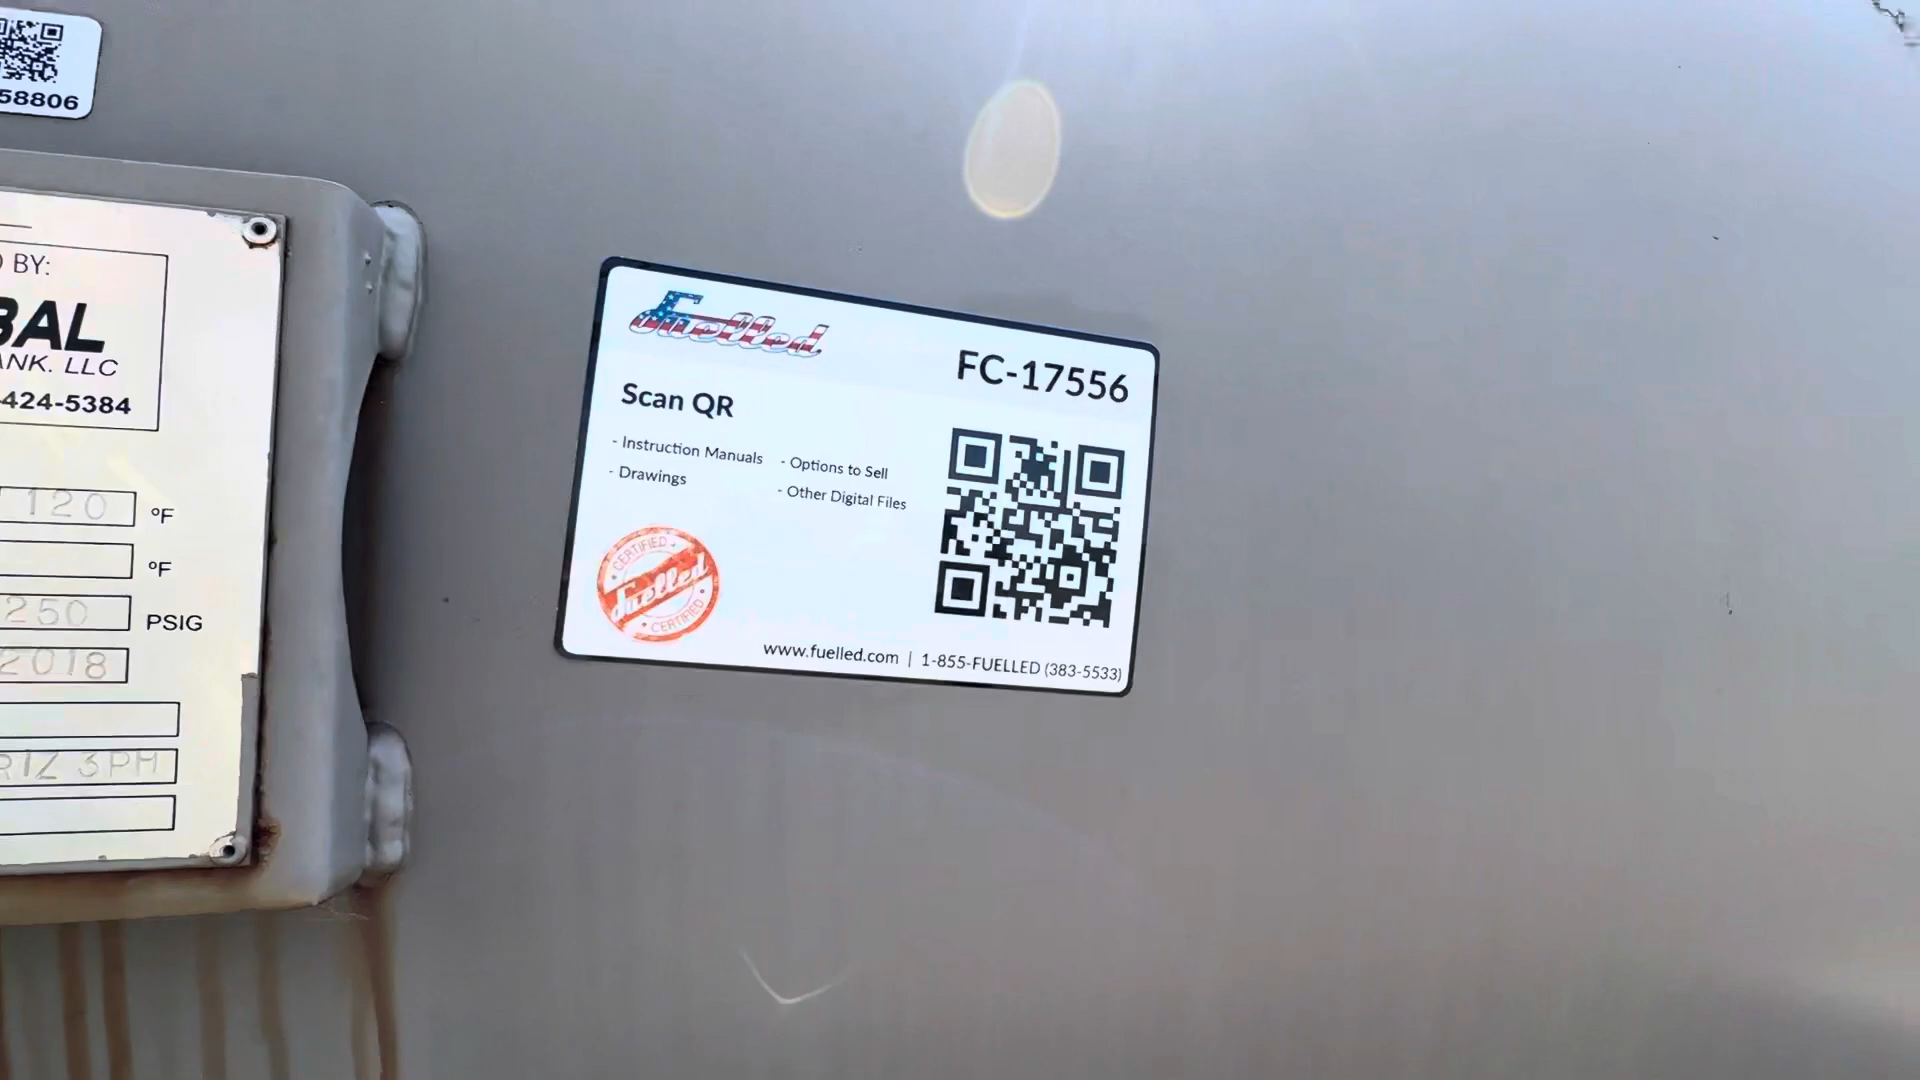 58806
BY:
BAL
ANK. LLC
424-5384
120 °F
°F
250 PSIG
2018
RIZ 3PH
Fuelled
FC-17556
Scan QR
- Instruction Manuals
- Drawings
- Options to Sell
- Other Digital Files
CERTIFIED
Fuelled
CERTIFIED
www.fuelled.com | 1-855-FUELLED (383-5533)